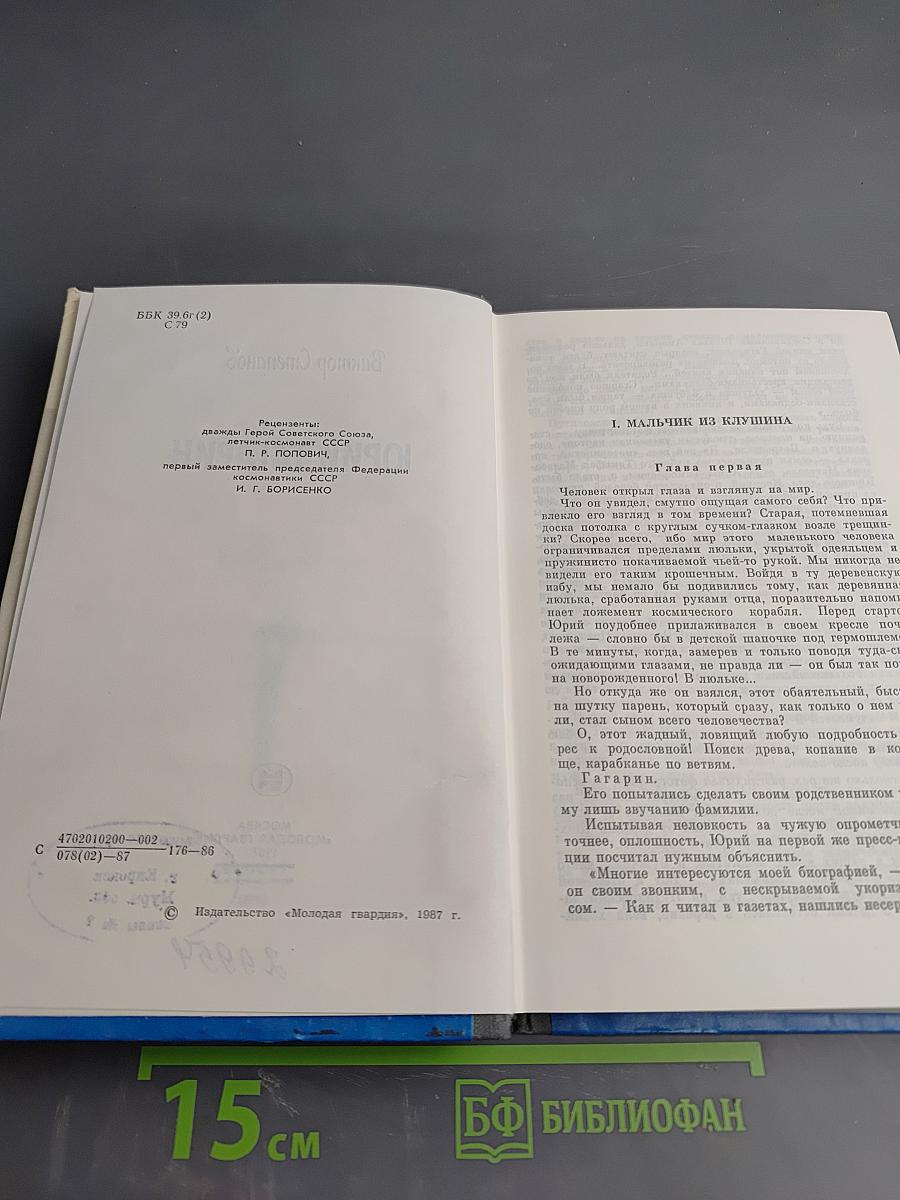 ББК 39.6г(2)
С 79
Рецензенты:
дважды Герой Советского Союза,
летчик-космонавт СССР
П. Р. ПОПОВИЧ,
первый заместитель председателя Федерации
космонавтики СССР
И. Г. БОРИСЕНКО
С 4702010200—002 176—86
078(02)—87
© Издательство «Молодая гвардия», 1987 г.
I. МАЛЬЧИК ИЗ КЛУШИНА
Глава первая
Человек открыл глаза и взглянул на мир.
Что он увидел, смутно ощущая самого себя? Что при-
влекло его взгляд в том времени? Старая, потемневшая
доска потолка с круглым сучком-глазком возле трещин-
ки? Скорее всего, ибо мир этого маленького человека
ограничивался пределами люльки, укрытой одеяльцем и
пружинисто покачиваемой чьей-то рукой. Мы никогда не
видели его таким крошечным. Войдя в ту деревенскую
избу, мы немало бы подивились тому, как деревянная
люлька, сработанная руками отца, поразительно напоми
нает ложемент космического корабля. Перед старто
Юрий поудобнее прилаживался в своем кресле поч
лежа — словно бы в детской шапочке под гермошлемо
В те минуты, когда, замерев и только поводя туда-сю
ожидающими глазами, не правда ли — он был так по
на новорожденного! В люльке...
Но откуда же он взялся, этот обаятельный, быст
на шутку парень, который сразу, как только о нем
ли, стал сыном всего человечества?
О, этот жадный, ловящий любую подробность
рес к родословной! Поиск древа, копание в ко
ще, карабканье по ветвям.
Гагарин.
Его попытались сделать своим родственником
му лишь звучанию фамилии.
Испытывая неловкость за чужую опрометчи
точнее, оплошность, Юрий на первой же пресс-к
ции посчитал нужным объяснить.
«Многие интересуются моей биографией, —
он своим звонким, с нескрываемой укориз
сом. — Как я читал в газетах, нашлись несер
15 см
БФ БИБЛИОФАН